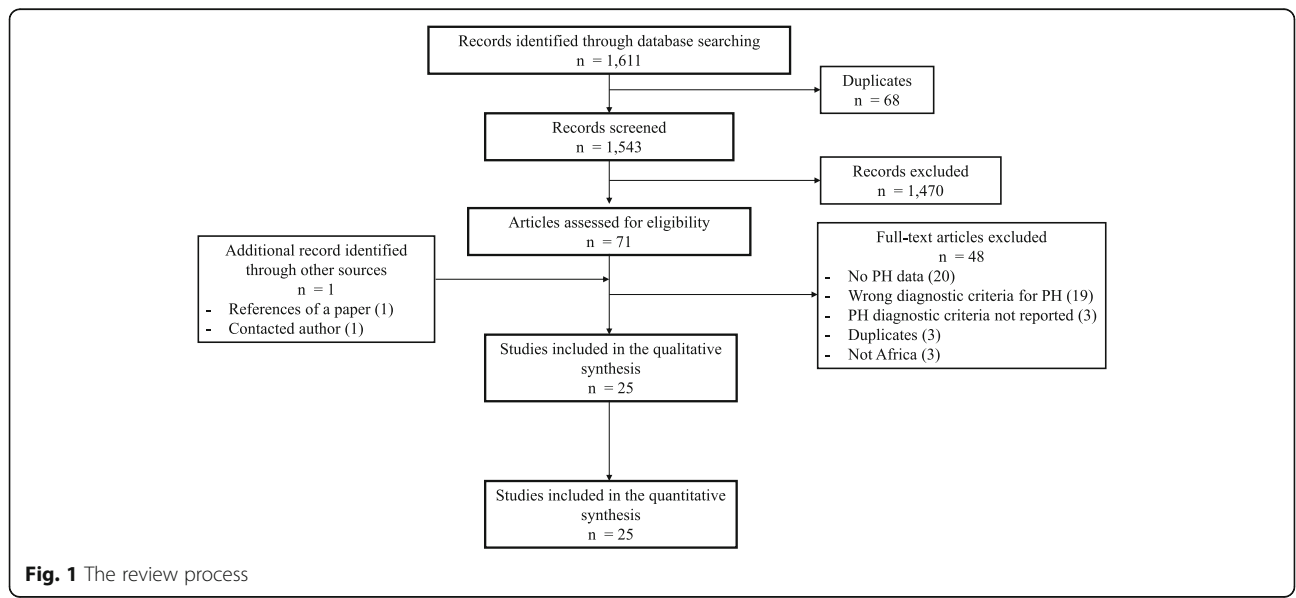 Records identified through database searching
n = 1,611
Duplicates
n = 68
Records screened
n = 1,543
Records excluded
n = 1,470
Articles assessed for eligibility
n = 71
Additional record identified
through other sources
n = 1
- References of a paper (1)
- Contacted author (1)
Full-text articles excluded
n = 48
- No PH data (20)
- Wrong diagnostic criteria for PH (19)
- PH diagnostic criteria not reported (3)
- Duplicates (3)
- Not Africa (3)
Studies included in the qualitative
synthesis
n = 25
Studies included in the quantitative
synthesis
n = 25
Fig. 1 The review process